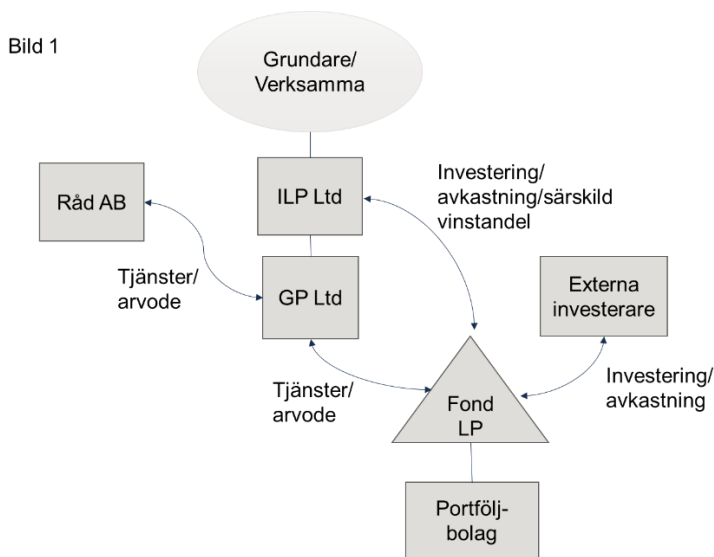 Bild 1
Grundare/
Verksamma
Råd AB
ILP Ltd
Investering/
avkastning/särskild
vinstandel
Tjänster/
arvode
GP Ltd
Externa
investerare
Tjänster/
arvode
Fond
LP
Investering/
avkastning
Portfölj-
bolag